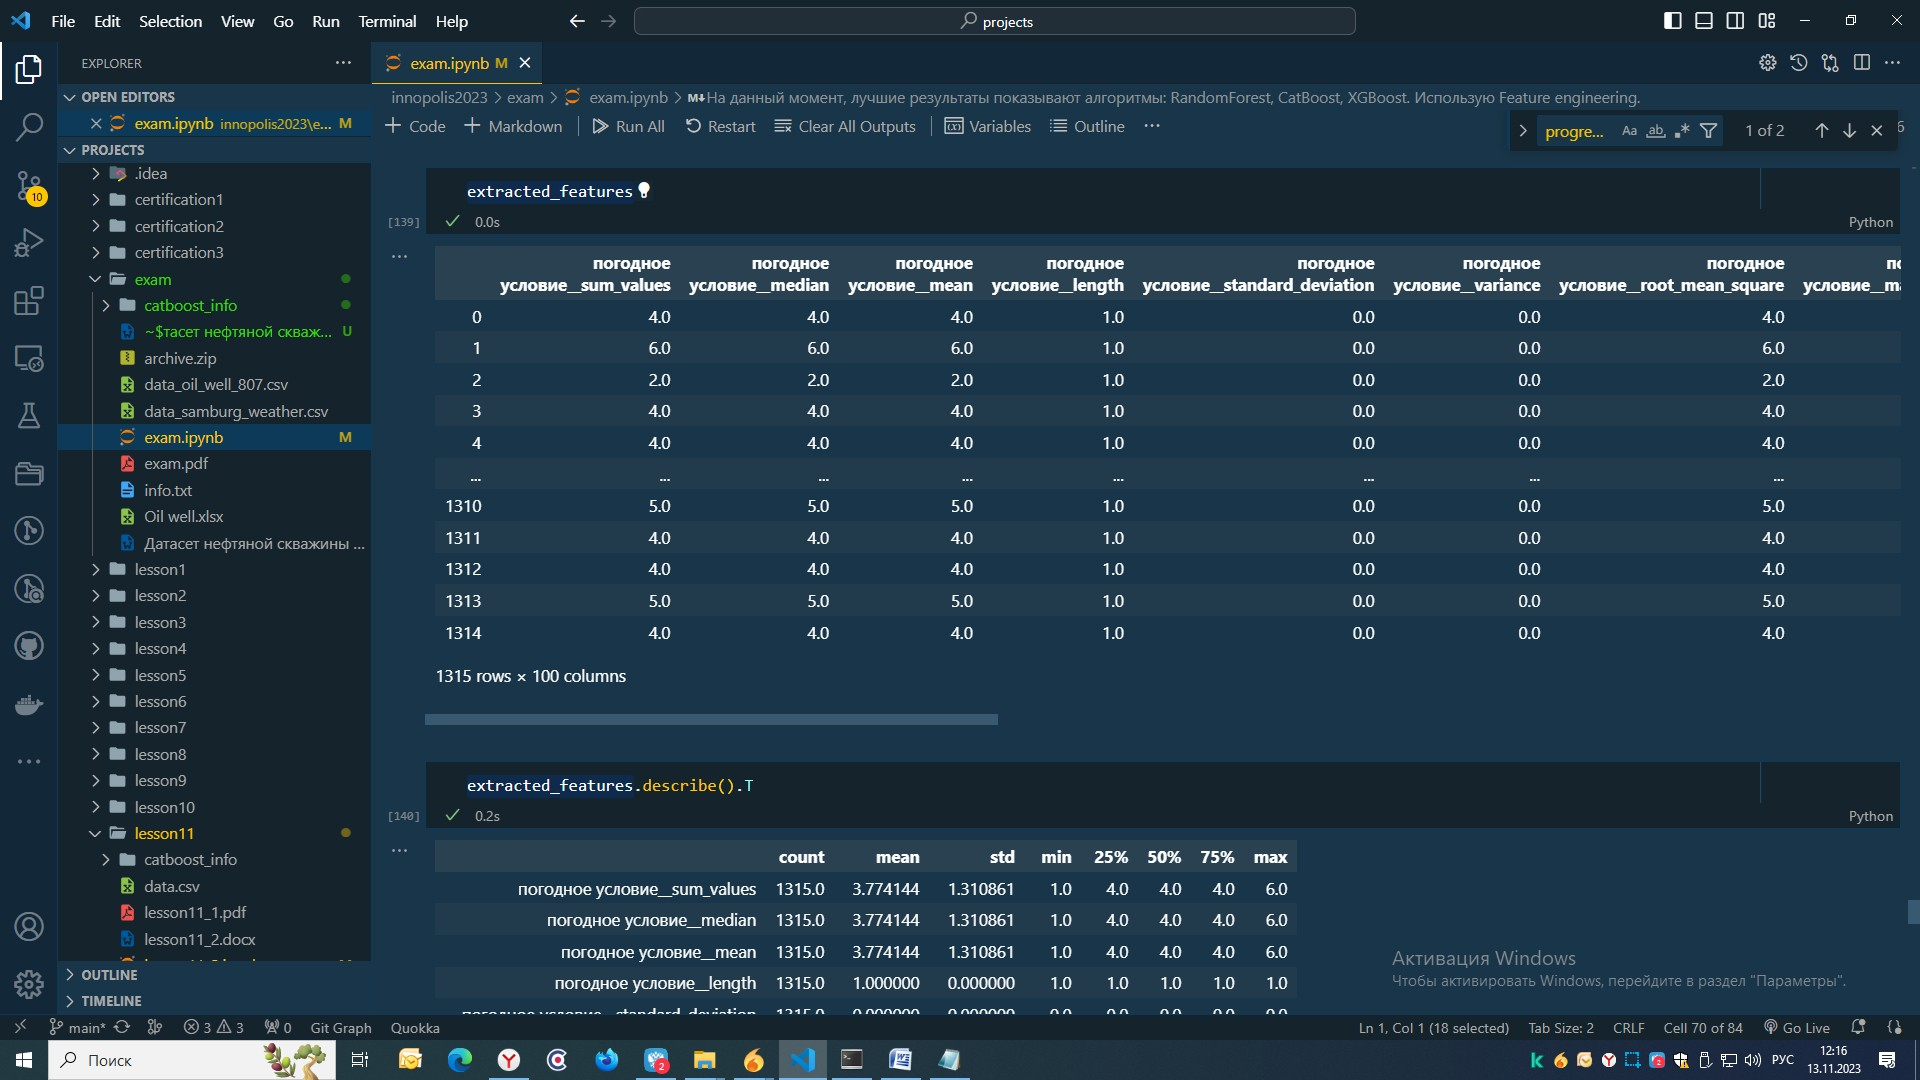 File Edit Selection View Go Run Terminal Help
projects
EXPLORER
exam.ipynb M
OPEN EDITORS
exam.ipynb innopolis2023\e... M
PROJECTS
.idea
certification1
certification2
certification3
exam
catboost_info
~$тасет нефтяной скваж... U
archive.zip
data_oil_well_807.csv
data_samburg_weather.csv
exam.ipynb M
exam.pdf
info.txt
Oil well.xlsx
Датасет нефтяной скважины ...
lesson1
lesson2
lesson3
lesson4
lesson5
lesson6
lesson7
lesson8
lesson9
lesson10
lesson11
catboost_info
data.csv
lesson11_1.pdf
lesson11_2.docx
OUTLINE
TIMELINE
10
innopolis2023 > exam > exam.ipynb > M↓На данный момент, лучшие результаты показывают алгоритмы: RandomForest, CatBoost, XGBoost. Использую Feature engineering.
+ Code + Markdown Run All Restart Clear All Outputs Variables Outline ...
progre... Aa ab 1 of 2
extracted_features
[139] 0.0s Python
погодное условие__sum_values погодное условие__median погодное условие__mean погодное условие__length погодное условие__standard_deviation погодное условие__variance погодное условие__root_mean_square
0 4.0 4.0 4.0 1.0 0.0 0.0 4.0
1 6.0 6.0 6.0 1.0 0.0 0.0 6.0
2 2.0 2.0 2.0 1.0 0.0 0.0 2.0
3 4.0 4.0 4.0 1.0 0.0 0.0 4.0
4 4.0 4.0 4.0 1.0 0.0 0.0 4.0
... ... ... ... ... ... ... ...
1310 5.0 5.0 5.0 1.0 0.0 0.0 5.0
1311 4.0 4.0 4.0 1.0 0.0 0.0 4.0
1312 4.0 4.0 4.0 1.0 0.0 0.0 4.0
1313 5.0 5.0 5.0 1.0 0.0 0.0 5.0
1314 4.0 4.0 4.0 1.0 0.0 0.0 4.0
1315 rows × 100 columns
extracted_features.describe().T
[140] 0.2s Python
count mean std min 25% 50% 75% max
погодное условие__sum_values 1315.0 3.774144 1.310861 1.0 4.0 4.0 4.0 6.0
погодное условие__median 1315.0 3.774144 1.310861 1.0 4.0 4.0 4.0 6.0
погодное условие__mean 1315.0 3.774144 1.310861 1.0 4.0 4.0 4.0 6.0
погодное условие__length 1315.0 1.000000 0.000000 1.0 1.0 1.0 1.0 1.0
Активация Windows
Чтобы активировать Windows, перейдите в раздел "Параметры".
main* 3 3 0 Git Graph Quokka
Ln 1, Col 1 (18 selected) Tab Size: 2 CRLF Cell 70 of 84 Go Live
Поиск
РУС
12:16
13.11.2023